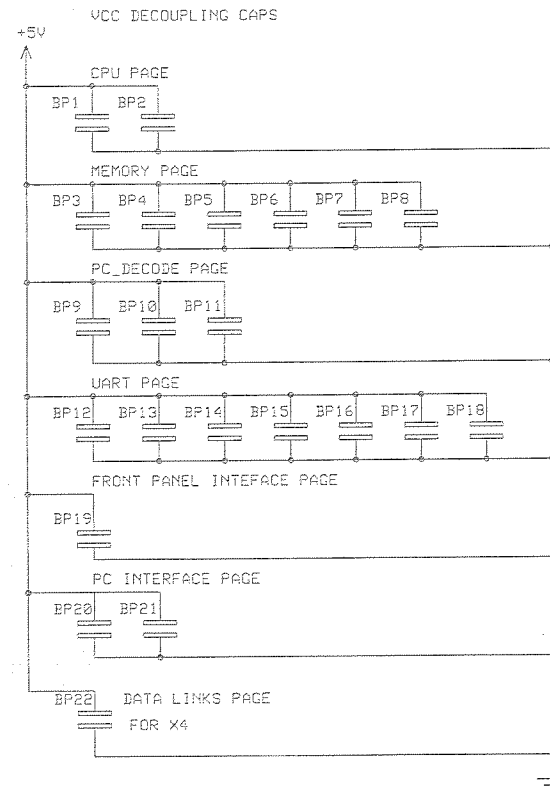 VCC DECOUPLING CAPS
+5V
CPU PAGE
BP1 BP2
MEMORY PAGE
BP3 BP4 BP5 BP6 BP7 BP8
PC_DECODE PAGE
BP9 BP10 BP11
UART PAGE
BP12 BP13 BP14 BP15 BP16 BP17 BP18
FRONT PANEL INTEFACE PAGE
BP19
PC INTERFACE PAGE
BP20 BP21
BP22 DATA LINKS PAGE
FOR X4